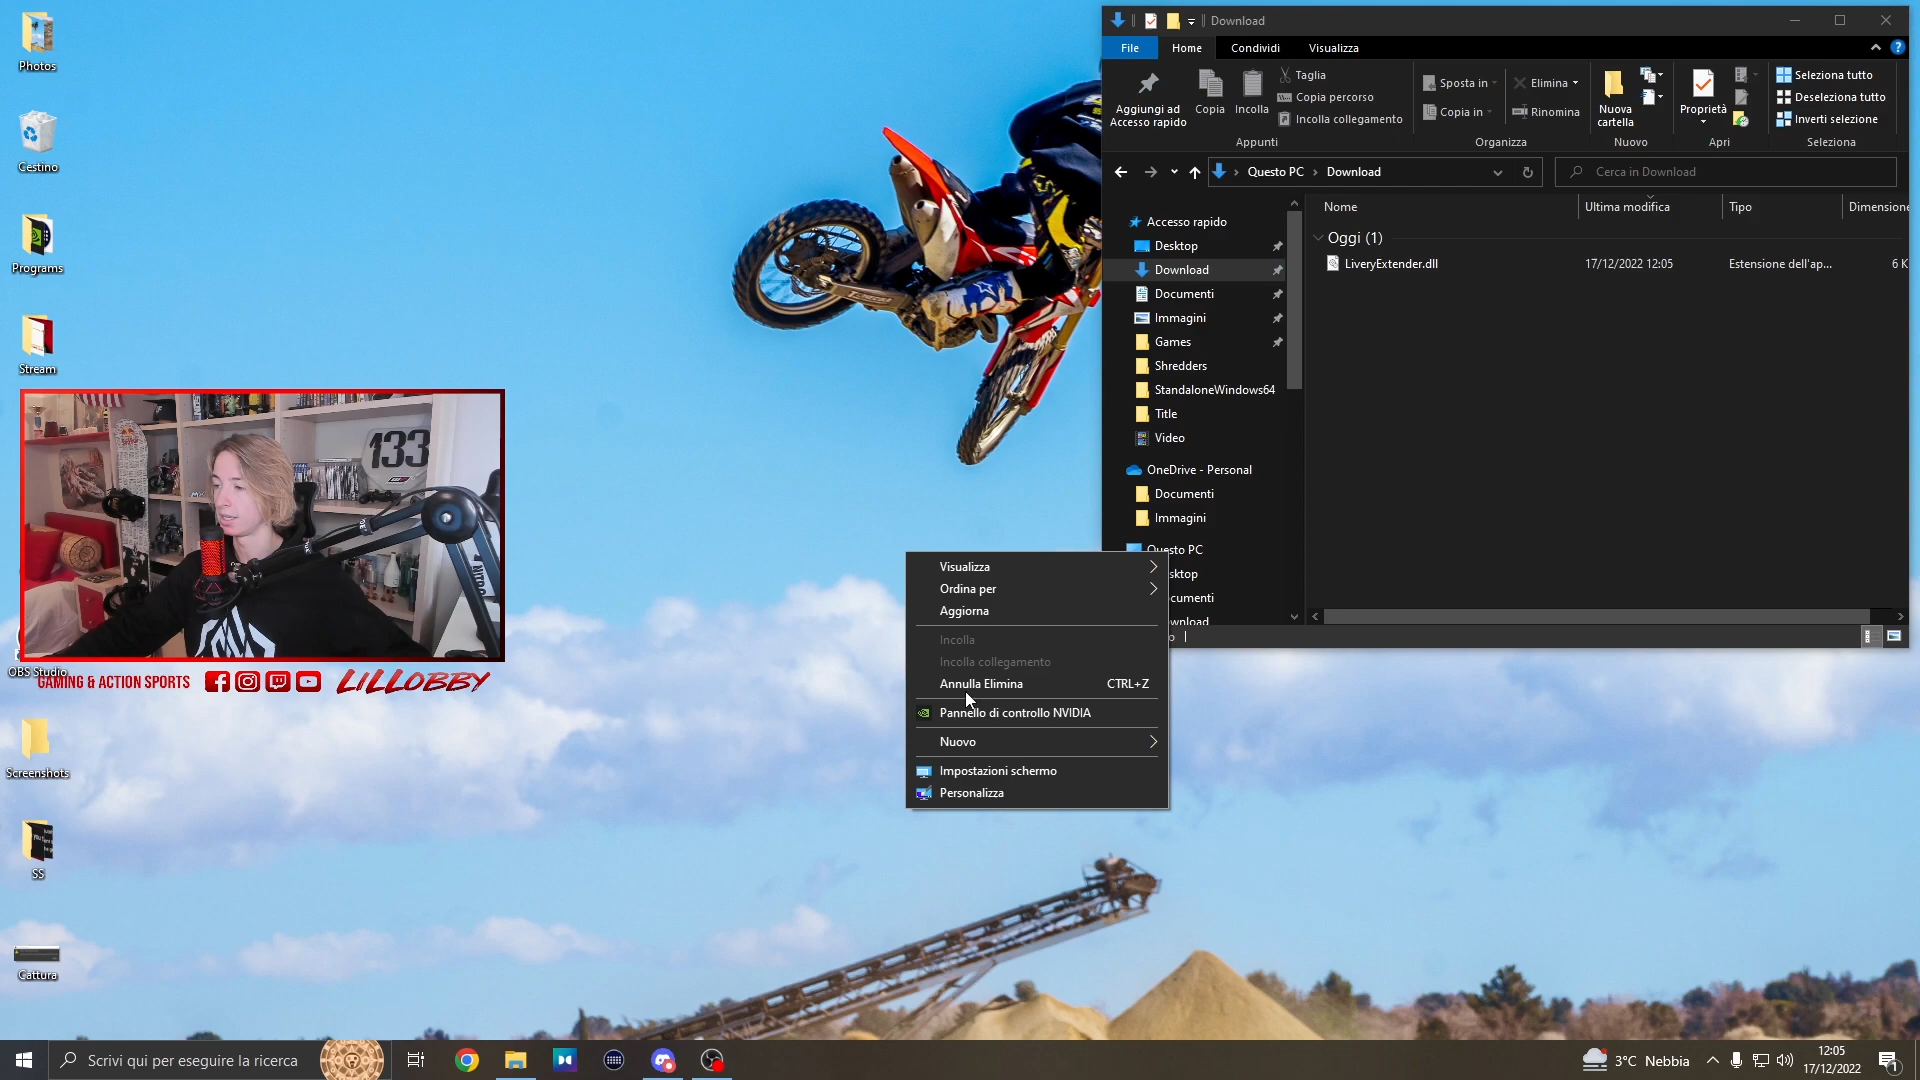 Photos
Cestino
Programs
Stream
OBS Studio
Screenshots
SS
Cattura
133
GAMING & ACTION SPORTS
LILLOBBY
Download
File
Home
Condividi
Visualizza
Aggiungi ad
Accesso rapido
Copia
Incolla
Taglia
Copia percorso
Incolla collegamento
Appunti
Sposta in
Copia in
Elimina
Rinomina
Organizza
Nuova
cartella
Nuovo
Proprietà
Apri
Seleziona tutto
Deseleziona tutto
Inverti selezione
Seleziona
Questo PC
Download
Cerca in Download
Nome
Ultima modifica
Tipo
Dimensione
Oggi (1)
LiveryExtender.dll
17/12/2022 12:05
Estensione dell'ap...
6 K
Accesso rapido
Desktop
Download
Documenti
Immagini
Games
Shredders
StandaloneWindows64
Title
Video
OneDrive - Personal
Documenti
Immagini
Questo PC
sktop
cumenti
wnload
Visualizza
Ordina per
Aggiorna
Incolla
Incolla collegamento
Annulla Elimina CTRL+Z
Pannello di controllo NVIDIA
Nuovo
Impostazioni schermo
Personalizza
Scrivi qui per eseguire la ricerca
3°C Nebbia
12:05
17/12/2022
1